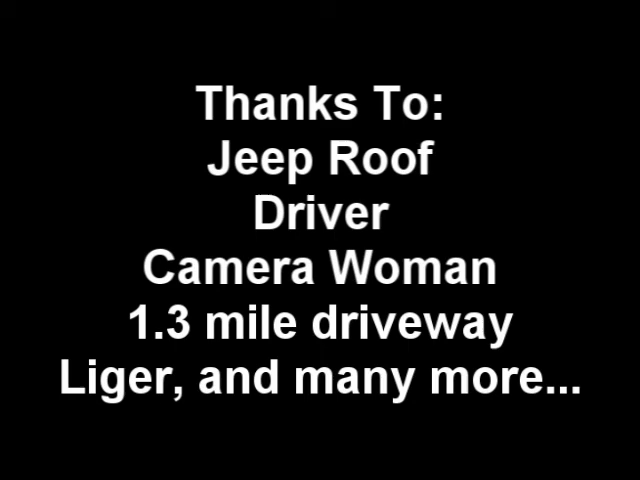 Thanks To:
Jeep Roof
Driver
Camera Woman
1.3 mile driveway
Liger, and many more...